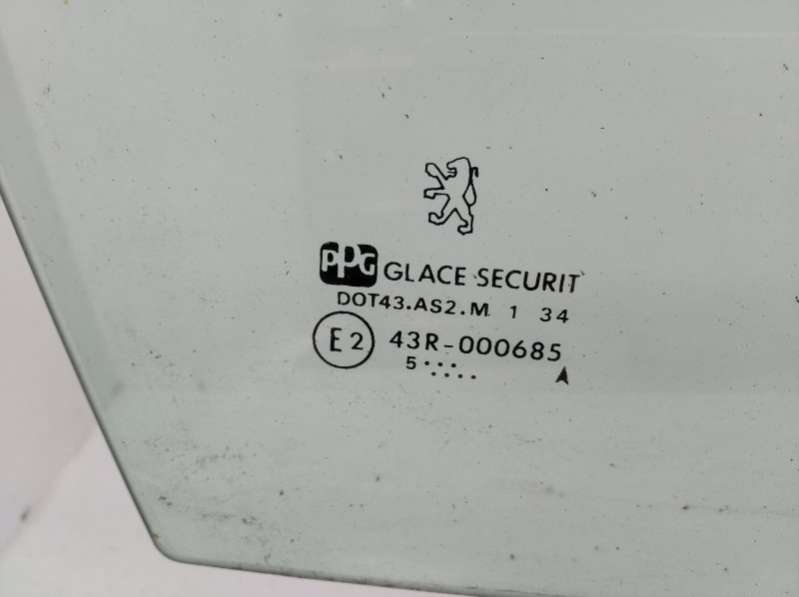 PPG GLACE SECURIT
DOT43.AS2.M 1 34
E2 43R-000685
5